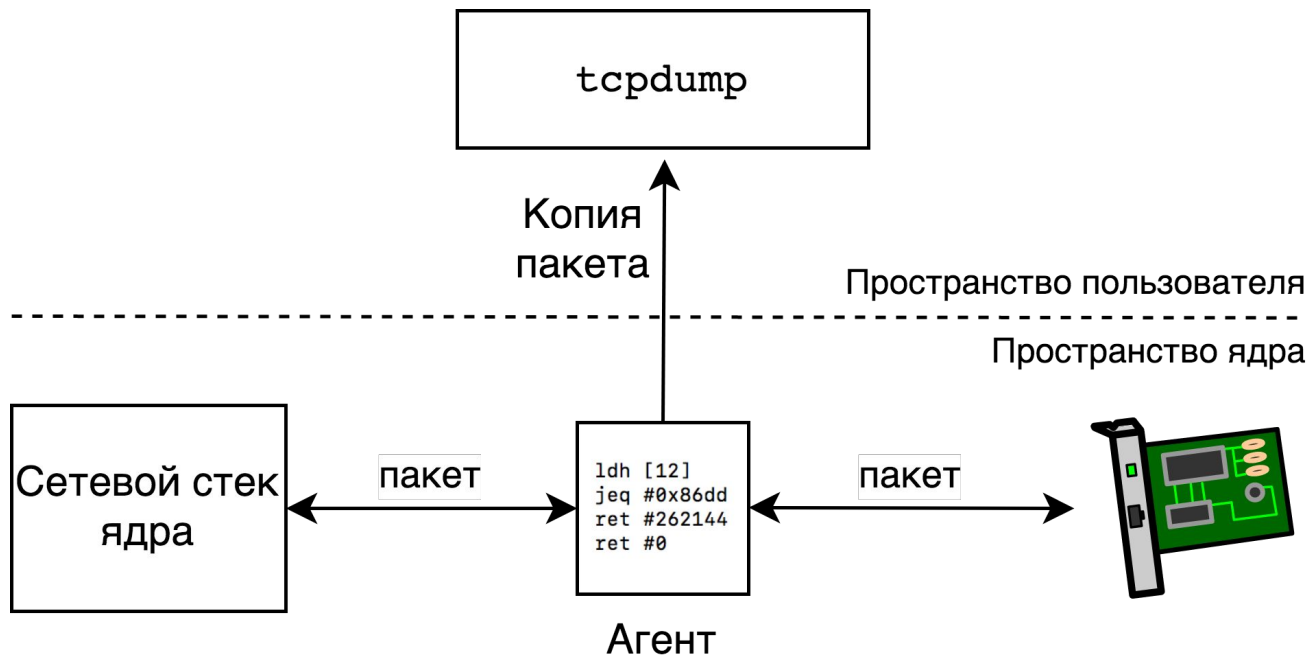 tcpdump
Копия
пакета
Пространство пользователя
Пространство ядра
Сетевой стек
ядра
пакет
ldh [12]
jeq #0x86dd
ret #262144
ret #0
пакет
Агент